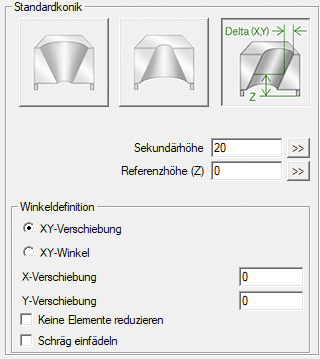 Standardkonik
Delta (X,Y)
Z
Sekundärhöhe 20 >>
Referenzhöhe (Z) 0 >>
Winkeldefinition
XY-Verschiebung
XY-Winkel
X-Verschiebung 0
Y-Verschiebung 0
Keine Elemente reduzieren
Schräg einfädeln